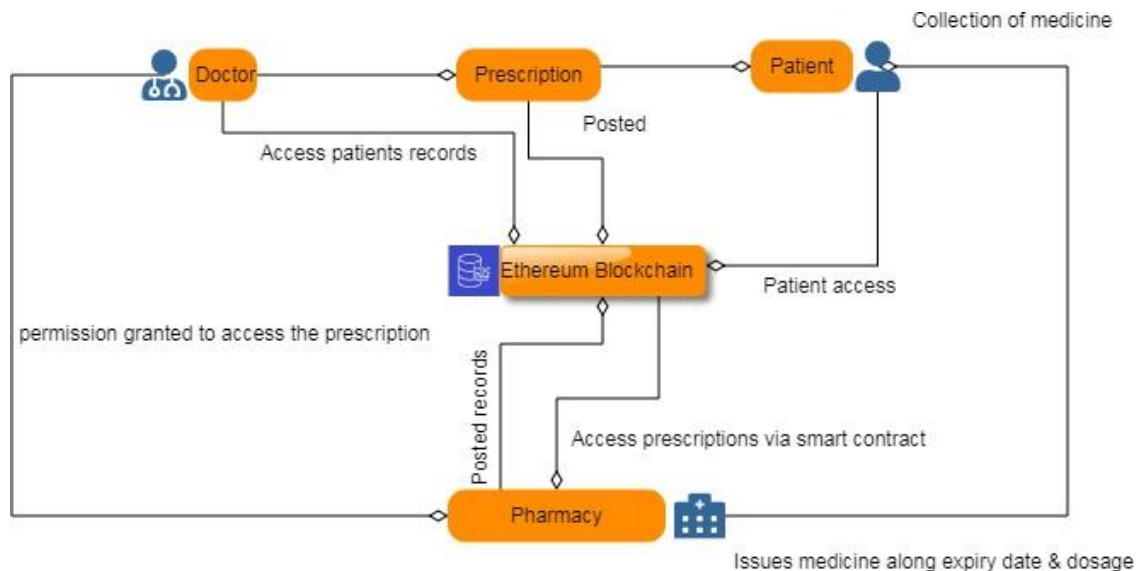 Collection of medicine
Doctor
Prescription
Patient
Posted
Access patients records
Ethereum Blockchain
Patient access
permission granted to access the prescription
Posted records
Access prescriptions via smart contract
Pharmacy
Issues medicine along expiry date & dosage